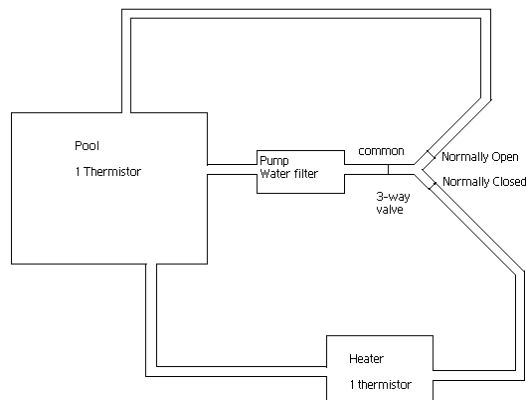 Pool
1 Thermistor
Pump
Water filter
common
Normally Open
Normally Closed
3-way
valve
Heater
1 thermistor